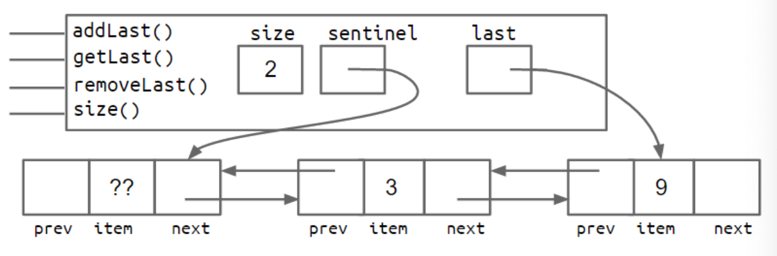 addLast()
getLast()
removeLast()
size()
size sentinel last
2
?? 3 9
prev item next prev item next prev item next